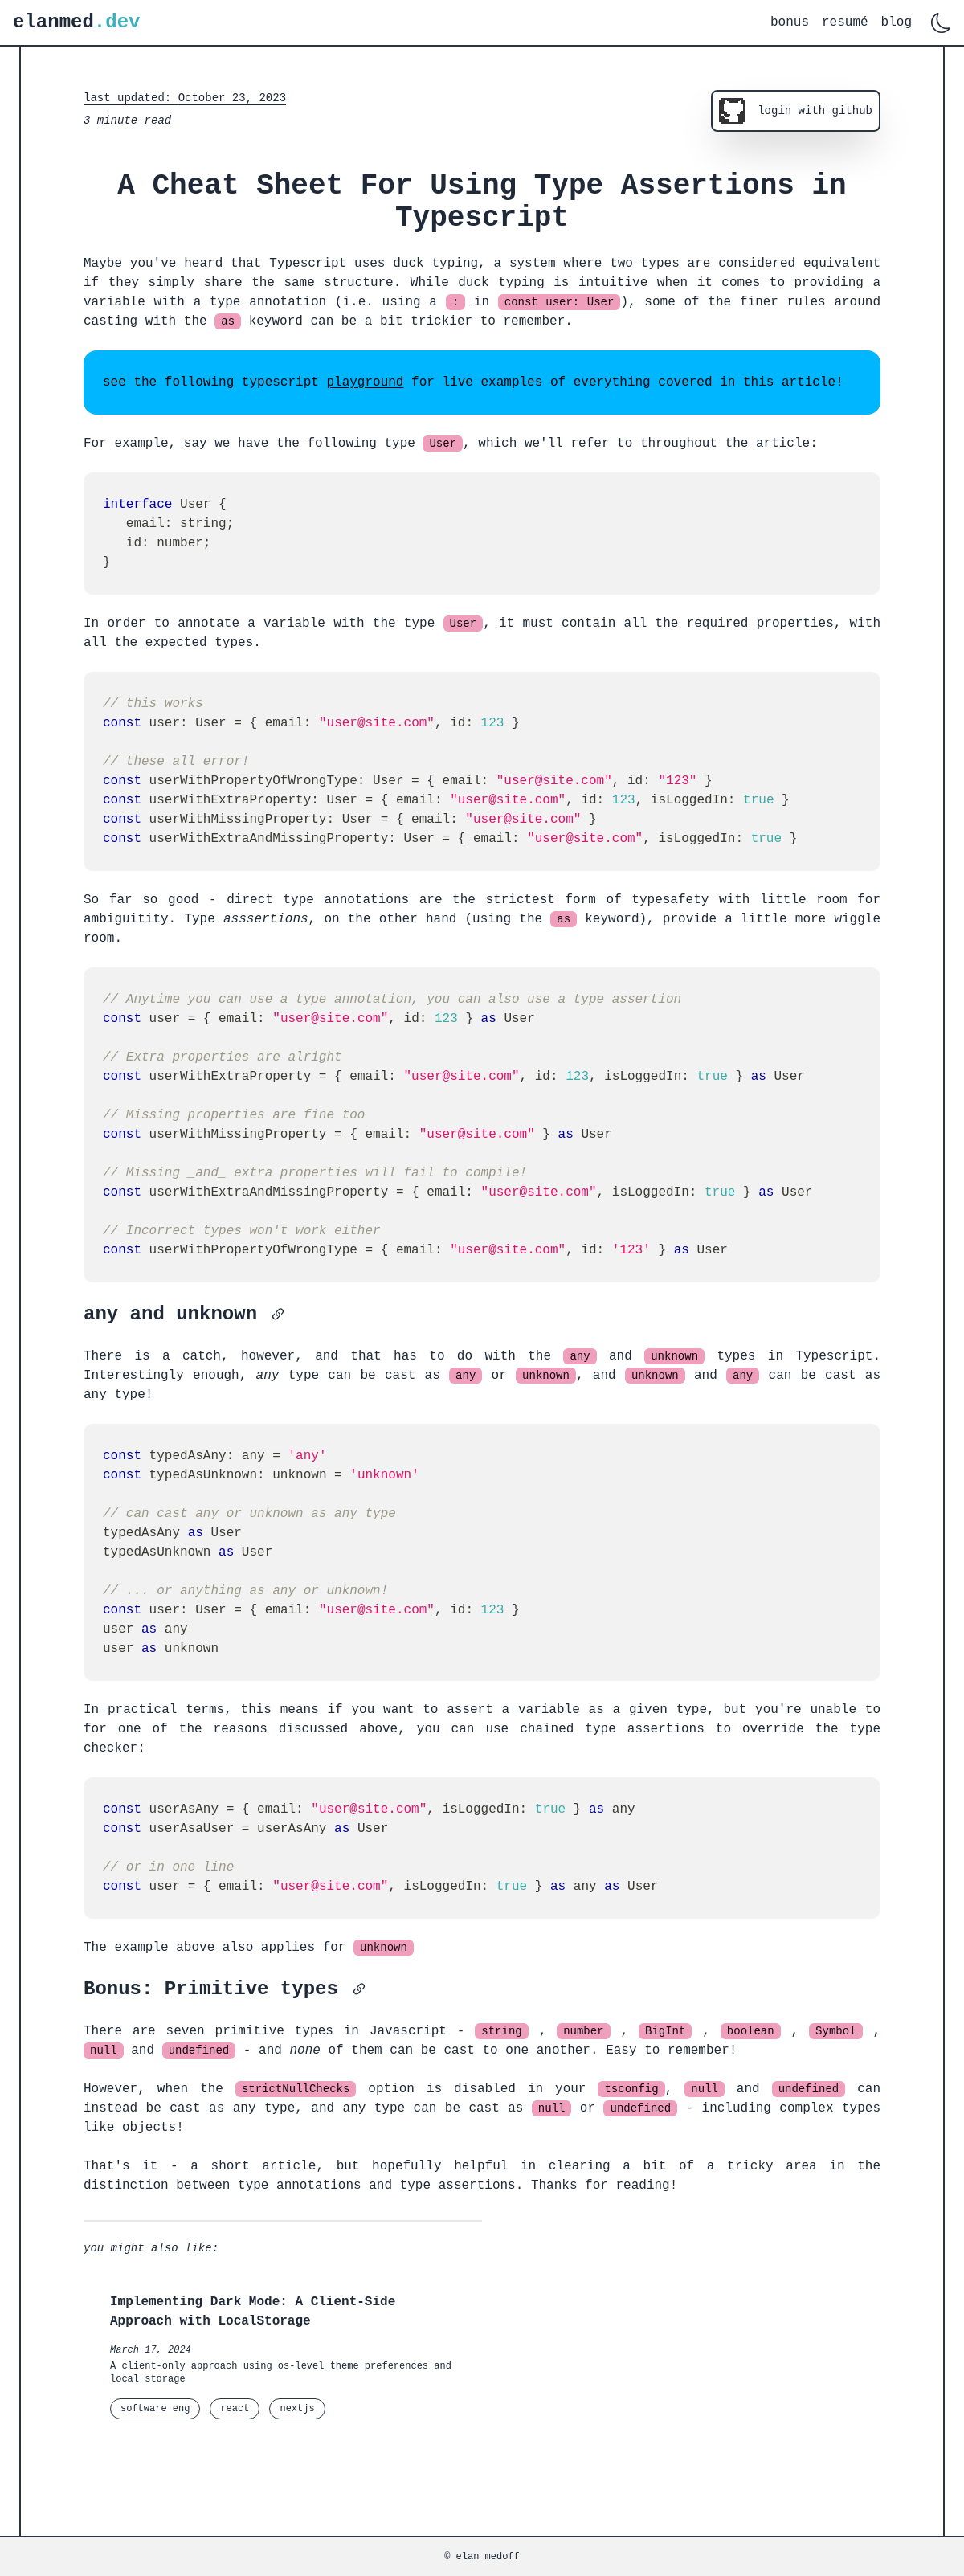 elanmed.dev
bonus resumé blog
last updated: October 23, 2023
3 minute read
login with github
A Cheat Sheet For Using Type Assertions in
Typescript
Maybe you've heard that Typescript uses duck typing, a system where two types are considered equivalent
if they simply share the same structure. While duck typing is intuitive when it comes to providing a
variable with a type annotation (i.e. using a : in const user: User), some of the finer rules around
casting with the as keyword can be a bit trickier to remember.
see the following typescript playground for live examples of everything covered in this article!
For example, say we have the following type User, which we'll refer to throughout the article:
interface User {
   email: string;
   id: number;
}
In order to annotate a variable with the type User, it must contain all the required properties, with
all the expected types.
// this works
const user: User = { email: "user@site.com", id: 123 }
// these all error!
const userWithPropertyOfWrongType: User = { email: "user@site.com", id: "123" }
const userWithExtraProperty: User = { email: "user@site.com", id: 123, isLoggedIn: true }
const userWithMissingProperty: User = { email: "user@site.com" }
const userWithExtraAndMissingProperty: User = { email: "user@site.com", isLoggedIn: true }
So far so good - direct type annotations are the strictest form of typesafety with little room for
ambiguitity. Type asssertions, on the other hand (using the as keyword), provide a little more wiggle
room.
// Anytime you can use a type annotation, you can also use a type assertion
const user = { email: "user@site.com", id: 123 } as User
// Extra properties are alright
const userWithExtraProperty = { email: "user@site.com", id: 123, isLoggedIn: true } as User
// Missing properties are fine too
const userWithMissingProperty = { email: "user@site.com" } as User
// Missing _and_ extra properties will fail to compile!
const userWithExtraAndMissingProperty = { email: "user@site.com", isLoggedIn: true } as User
// Incorrect types won't work either
const userWithPropertyOfWrongType = { email: "user@site.com", id: '123' } as User
any and unknown
There is a catch, however, and that has to do with the any and unknown types in Typescript.
Interestingly enough, any type can be cast as any or unknown, and unknown and any can be cast as
any type!
const typedAsAny: any = 'any'
const typedAsUnknown: unknown = 'unknown'
// can cast any or unknown as any type
typedAsAny as User
typedAsUnknown as User
// ... or anything as any or unknown!
const user: User = { email: "user@site.com", id: 123 }
user as any
user as unknown
In practical terms, this means if you want to assert a variable as a given type, but you're unable to
for one of the reasons discussed above, you can use chained type assertions to override the type
checker:
const userAsAny = { email: "user@site.com", isLoggedIn: true } as any
const userAsaUser = userAsAny as User
// or in one line
const user = { email: "user@site.com", isLoggedIn: true } as any as User
The example above also applies for unknown
Bonus: Primitive types
There are seven primitive types in Javascript - string , number , BigInt , boolean , Symbol ,
null and undefined - and none of them can be cast to one another. Easy to remember!
However, when the strictNullChecks option is disabled in your tsconfig, null and undefined can
instead be cast as any type, and any type can be cast as null or undefined - including complex types
like objects!
That's it - a short article, but hopefully helpful in clearing a bit of a tricky area in the
distinction between type annotations and type assertions. Thanks for reading!
you might also like:
Implementing Dark Mode: A Client-Side
Approach with LocalStorage
March 17, 2024
A client-only approach using os-level theme preferences and
local storage
software eng react nextjs
© elan medoff